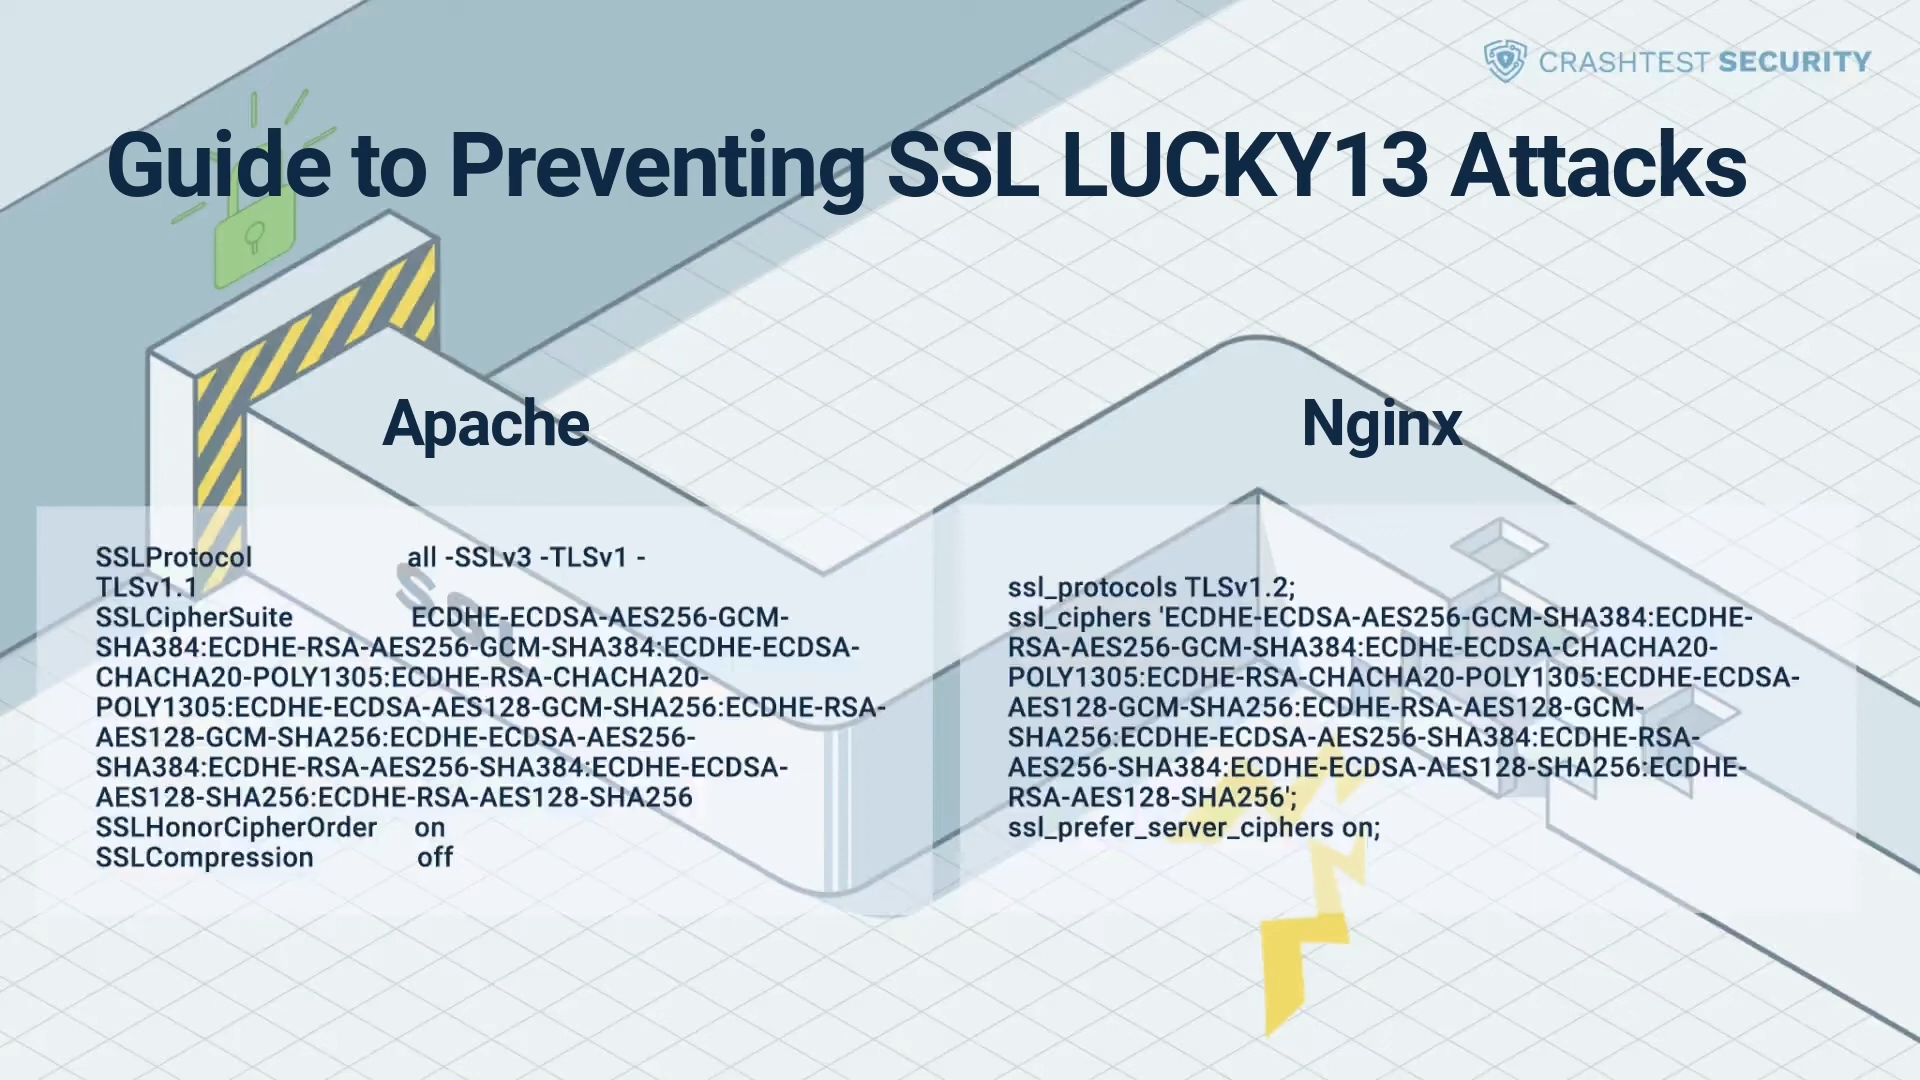 CRASHTEST SECURITY
Guide to Preventing SSL LUCKY13 Attacks
Apache
SSLProtocol all -SSLv3 -TLSv1 -
TLSv1.1
SSLCipherSuite ECDHE-ECDSA-AES256-GCM-
SHA384:ECDHE-RSA-AES256-GCM-SHA384:ECDHE-ECDSA-
CHACHA20-POLY1305:ECDHE-RSA-CHACHA20-
POLY1305:ECDHE-ECDSA-AES128-GCM-SHA256:ECDHE-RSA-
AES128-GCM-SHA256:ECDHE-ECDSA-AES256-
SHA384:ECDHE-RSA-AES256-SHA384:ECDHE-ECDSA-
AES128-SHA256:ECDHE-RSA-AES128-SHA256
SSLHonorCipherOrder on
SSLCompression off
SSL
Nginx
ssl_protocols TLSv1.2;
ssl_ciphers 'ECDHE-ECDSA-AES256-GCM-SHA384:ECDHE-
RSA-AES256-GCM-SHA384:ECDHE-ECDSA-CHACHA20-
POLY1305:ECDHE-RSA-CHACHA20-POLY1305:ECDHE-ECDSA-
AES128-GCM-SHA256:ECDHE-RSA-AES128-GCM-
SHA256:ECDHE-ECDSA-AES256-SHA384:ECDHE-RSA-
AES256-SHA384:ECDHE-ECDSA-AES128-SHA256:ECDHE-
RSA-AES128-SHA256';
ssl_prefer_server_ciphers on;